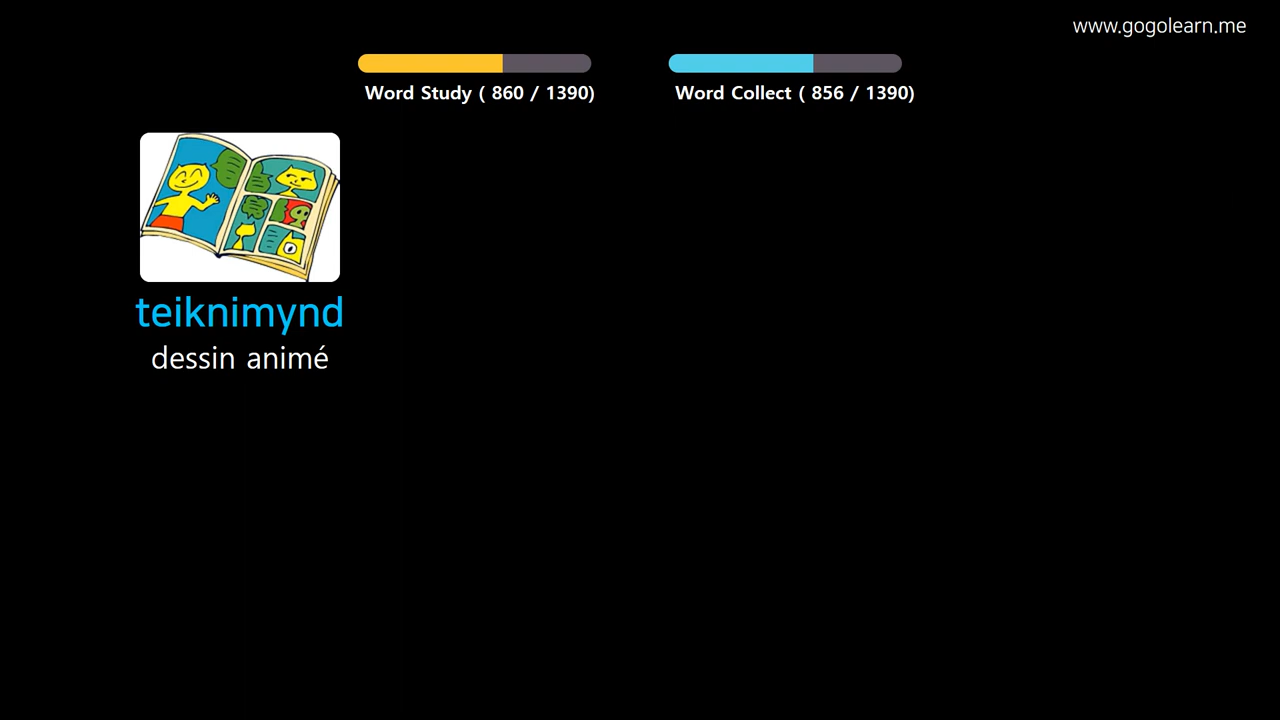 www.gogolearn.me
Word Study ( 860 / 1390)
Word Collect ( 856 / 1390)
teiknimynd
dessin animé